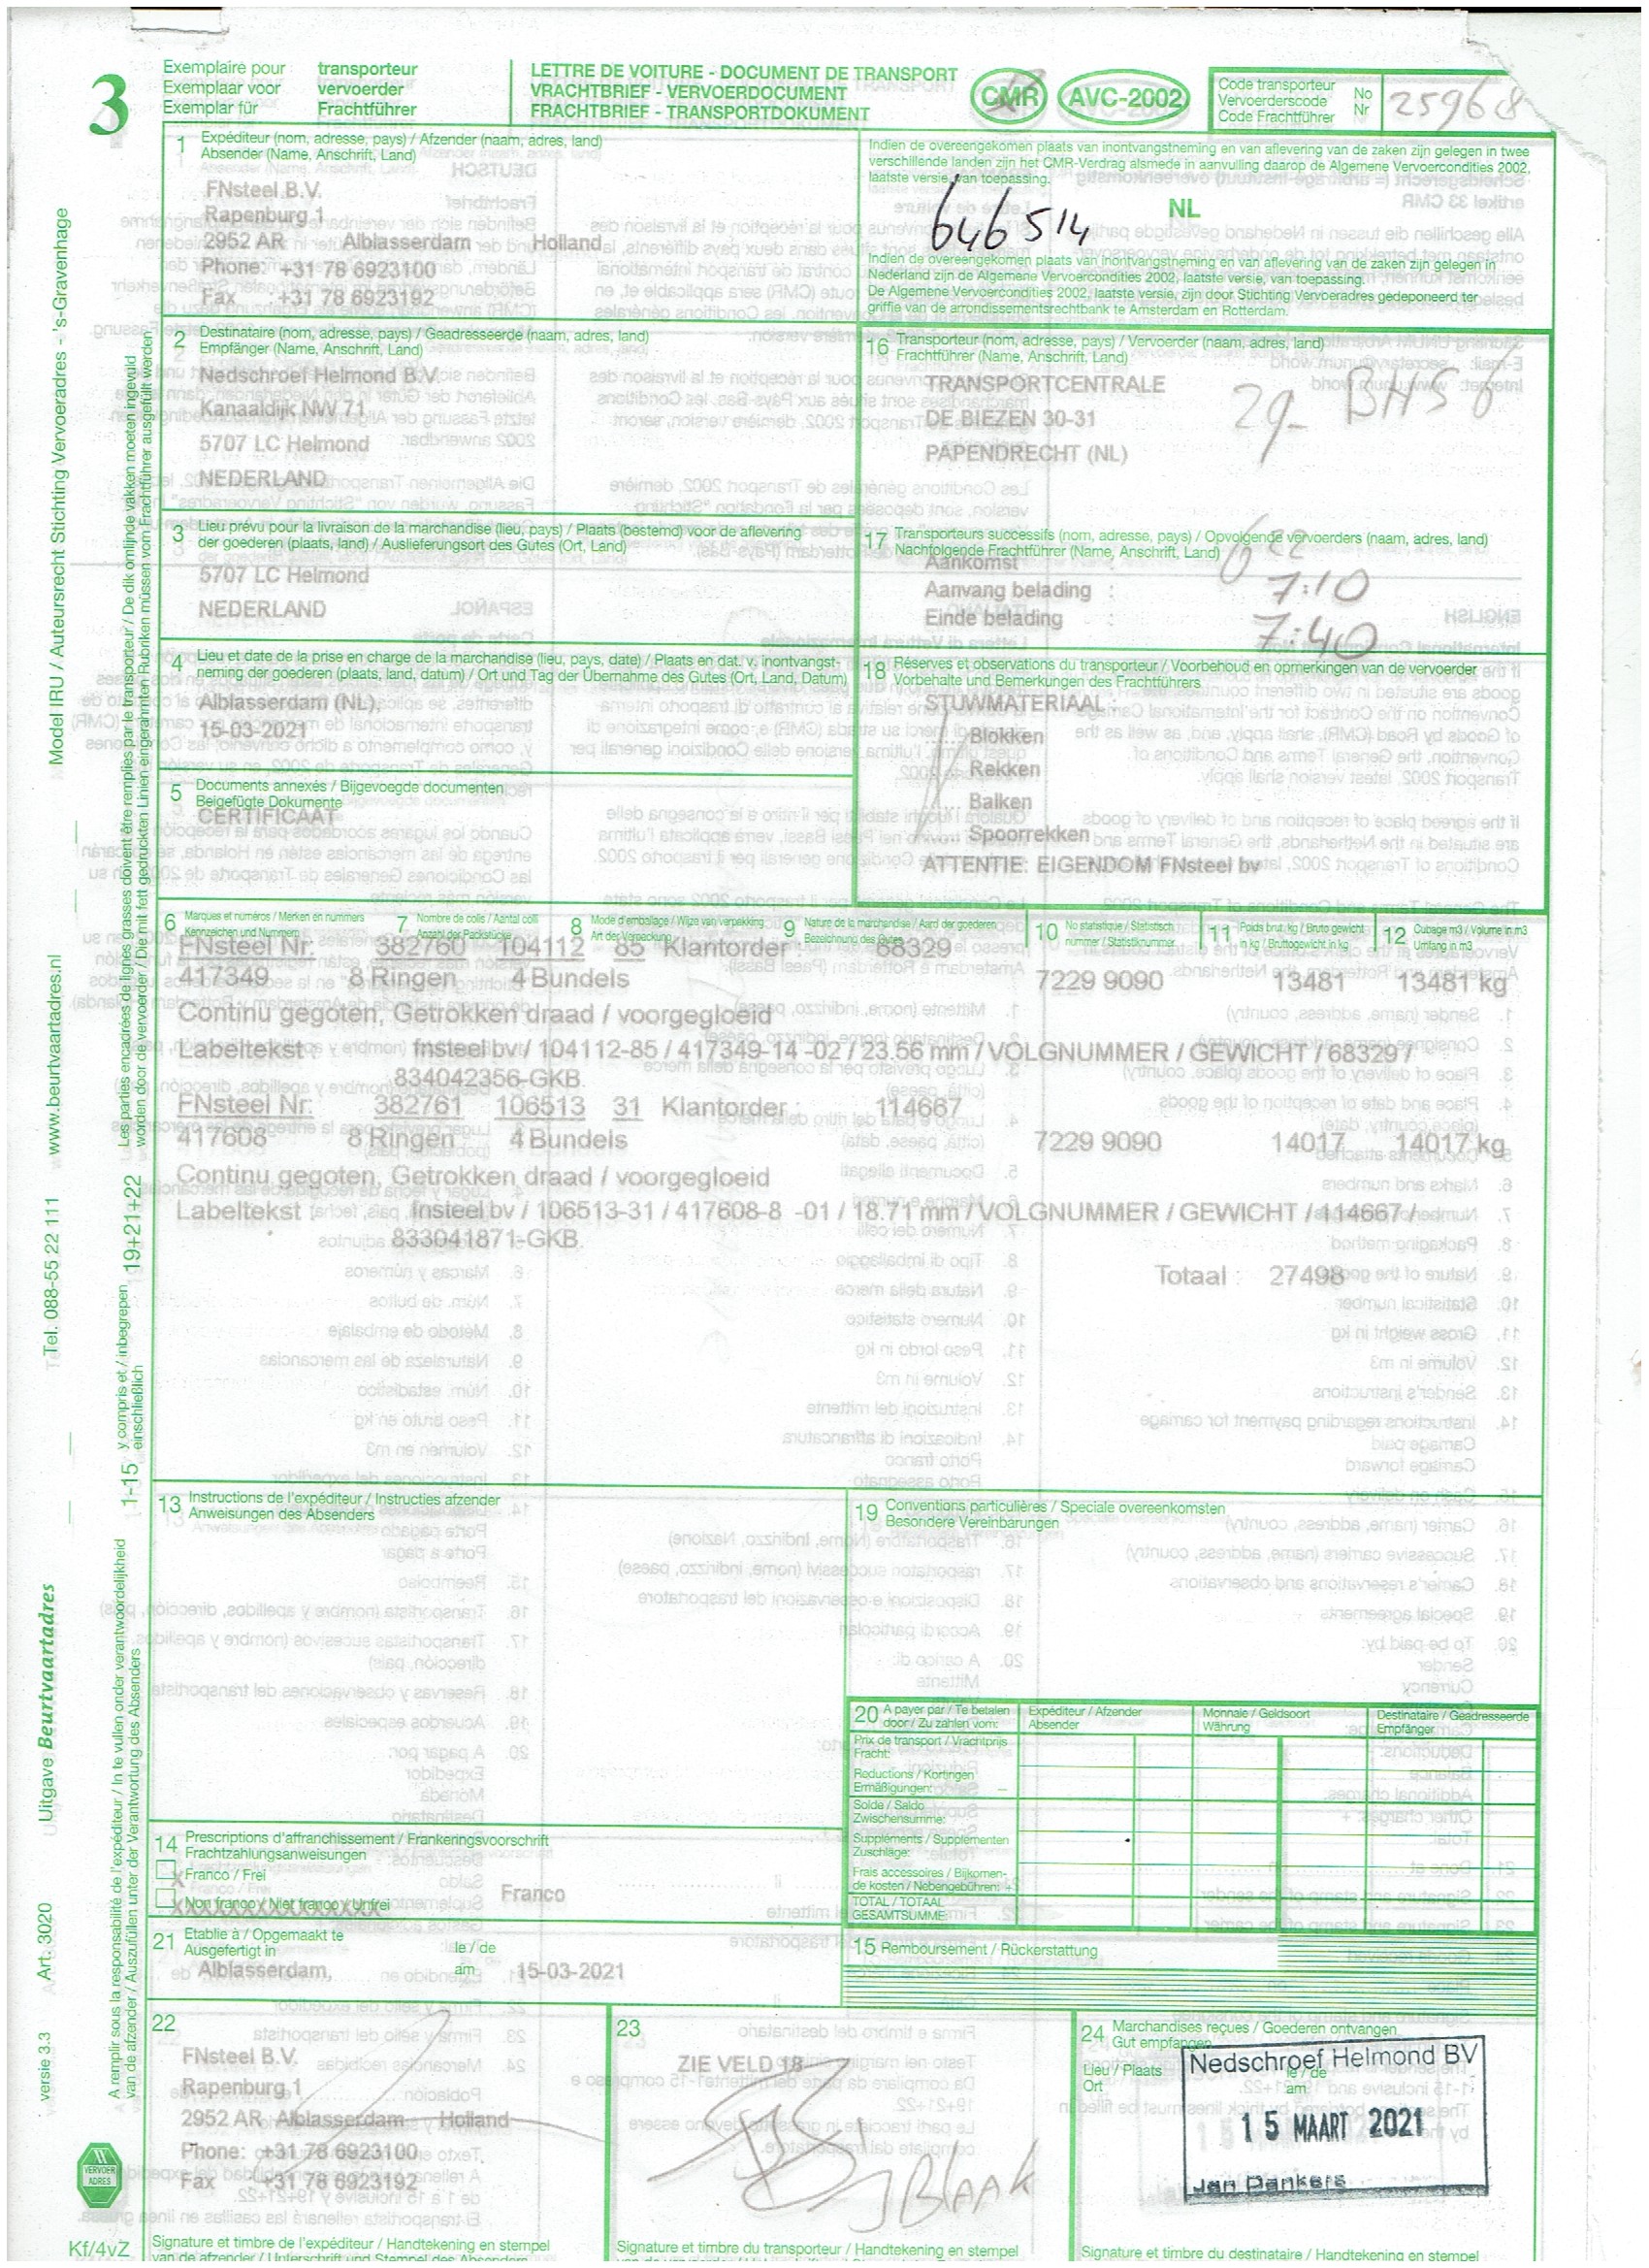 3
Exemplaire pour transporteur
Exemplaar voor vervoerder
Exemplar für Frachtführer
LETTRE DE VOITURE - DOCUMENT DE TRANSPORT
VRACHTBRIEF - VERVOERDOCUMENT
FRACHTBRIEF - TRANSPORTDOKUMENT
CMR
AVC-2002
Code transporteur
Vervoerderscode
Code Frachtführer
No
Nr
25968
1 Expéditeur (nom, adresse, pays) / Afzender (naam, adres, land)
Absender (Name, Anschrift, Land)
FNsteel B.V.
Rapenburg 1
2952 AR Alblasserdam Holland
Phone: +31 78 6923100
Fax : +31 78 6923192
Indien de overeengekomen plaats van inontvangstneming en van aflevering van de zaken zijn gelegen in twee
verschillende landen zijn het CMR-Verdrag alsmede in aanvulling daarop de Algemene Vervoercondities 2002,
laatste versie, van toepassing.
646514
NL
Indien de overeengekomen plaats van inontvangstneming en van aflevering van de zaken zijn gelegen in
Nederland zijn de Algemene Vervoercondities 2002, laatste versie, van toepassing.
De Algemene Vervoercondities 2002, laatste versie, zijn door Stichting Vervoeradres gedeponeerd ter
griffie van de arrondissementsrechtbank te Amsterdam en Rotterdam.
2 Destinataire (nom, adresse, pays) / Geadresseerde (naam, adres, land)
Empfänger (Name, Anschrift, Land)
Nedschroef Helmond B.V.
Kanaaldijk NW 71
5707 LC Helmond
NEDERLAND
16 Transporteur (nom, adresse, pays) / Vervoerder (naam, adres, land)
Frachtführer (Name, Anschrift, Land)
TRANSPORTCENTRALE
DE BIEZEN 30-31
PAPENDRECHT (NL)
3 Lieu prévu pour la livraison de la marchandise (lieu, pays) / Plaats (bestemd) voor de aflevering
der goederen (plaats, land) / Auslieferungsort des Gutes (Ort, Land)
5707 LC Helmond
NEDERLAND
17 Transporteurs successifs (nom, adresse, pays) / Opvolgende vervoerders (naam, adres, land)
Nachfolgende Frachtführer (Name, Anschrift, Land)
Aankomst
Aanvang belading : 7:10
Einde belading : 7:40
4 Lieu et date de la prise en charge de la marchandise (lieu, pays, date) / Plaats en dat. v. inontvangst-
neming der goederen (plaats, land, datum) / Ort und Tag der Übernahme des Gutes (Ort, Land, Datum)
Alblasserdam (NL),
15-03-2021
18 Réserves et observations du transporteur / Voorbehoud en opmerkingen van de vervoerder
Vorbehalte und Bemerkungen des Frachtführers
STUWMATERIAAL :
Blokken
Rekken
Balken
Spoorrekken
ATTENTIE: EIGENDOM FNsteel bv
5 Documents annexés / Bijgevoegde documenten
Beigefügte Dokumente
CERTIFICAAT
6 Marques et numéros / Merken en nummers
Kennzeichen und Nummern
7 Nombre de colis / Aantal colli
Anzahl der Packstücke
8 Mode d'emballage / Wijze van verpakking
Art der Verpackung
9 Nature de la marchandise / Aard der goederen
Bezeichnung des Gutes
10 No statistique / Statistisch
nummer / Statistiknummer
11 Poids brut, kg / Bruto gewicht
in kg / Bruttogewicht in kg
12 Cubage m3 / Volume in m3
Umfang in m3
FNsteel Nr: 382760 104112 85 Klantorder : 68329
417349 8 Ringen 4 Bundels 7229 9090 13481 13481 kg
Continu gegoten, Getrokken draad / voorgegloeid
Labeltekst : fnsteel bv / 104112-85 / 417349-14 -02 / 23.56 mm / VOLGNUMMER / GEWICHT / 68329 /
834042356-GKB.
FNsteel Nr: 382761 106513 31 Klantorder : 114667
417608 8 Ringen 4 Bundels 7229 9090 14017 14017 kg
Continu gegoten, Getrokken draad / voorgegloeid
Labeltekst : fnsteel bv / 106513-31 / 417608-8 -01 / 18.71 mm / VOLGNUMMER / GEWICHT / 114667 /
833041871-GKB.
Totaal : 27498
13 Instructions de l'expéditeur / Instructies afzender
Anweisungen des Absenders
19 Conventions particulières / Speciale overeenkomsten
Besondere Vereinbarungen
20 A payer par / Te betalen
door / Zu zahlen vom:
Expéditeur / Afzender
Absender
Monnaie / Geldsoort
Währung
Destinataire / Geadresseerde
Empfänger
Prix de transport / Vrachtprijs
Fracht:
Reductions / Kortingen
Ermäßigungen: –
Solde / Saldo
Zwischensumme:
Suppléments / Supplementen
Zuschläge:
Frais accessoires / Bijkomen-
de kosten / Nebengebühren: +
TOTAL / TOTAAL
GESAMTSUMME
14 Prescriptions d'affranchissement / Frankeringsvoorschrift
Frachtzahlungsanweisungen
Franco / Frei
Non franco / Niet franco / Unfrei
Franco
21 Etablie à / Opgemaakt te
Ausgefertigt in
le / de
am
Alblasserdam, 15-03-2021
15 Remboursement / Rückerstattung
22
FNsteel B.V.
Rapenburg 1
2952 AR Alblasserdam Holland
Phone: +31 78 6923100
Fax +31 78 6923192
Signature et timbre de l'expéditeur / Handtekening en stempel
van de afzender / Unterschrift und Stempel des Absenders
23
ZIE VELD 18
J BLAAK
Signature et timbre du transporteur / Handtekening en stempel
24 Marchandises reçues / Goederen ontvangen
Gut empfangen
Lieu / Plaats
Ort
le / de
am
Nedschroef Helmond BV
15 MAART 2021
Jan Dankers
Signature et timbre du destinataire / Handtekening en stempel
Model IRU / Auteursrecht Stichting Vervoeradres - 's-Gravenhage
www.beurtvaartadres.nl
Tel. 088-55 22 111
Uitgave Beurtvaartadres
Art. 3020
versie 3.3
Les parties encadrées de lignes grasses doivent être remplies par le transporteur / De dik omlijnde vakken moeten ingevuld
worden door de vervoerder / Die mit fett gedruckten Linien eingerahmten Rubriken müssen vom Frachtführer ausgefüllt werden
19+21+22
y compris et / inbegrepen
einschließlich
1-15
A remplir sous la responsabilité de l'expéditeur / In te vullen onder verantwoordelijkheid
van de afzender / Auszufüllen unter der Verantwortung des Absenders
VERVOER
ADRES
Kf/4vZ